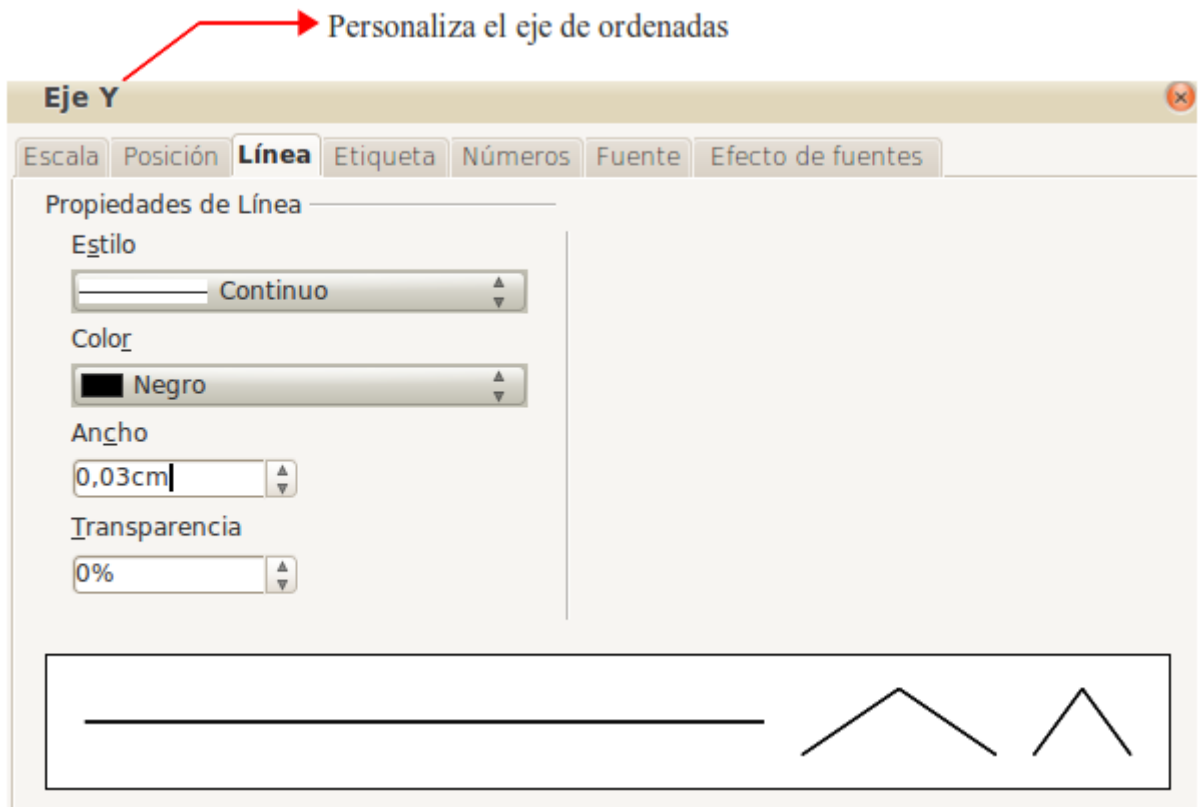 Personaliza el eje de ordenadas
Eje Y
Escala Posición Línea Etiqueta Números Fuente Efecto de fuentes
Propiedades de Línea
Estilo
Continuo
Color
Negro
Ancho
0,03cm
Transparencia
0%